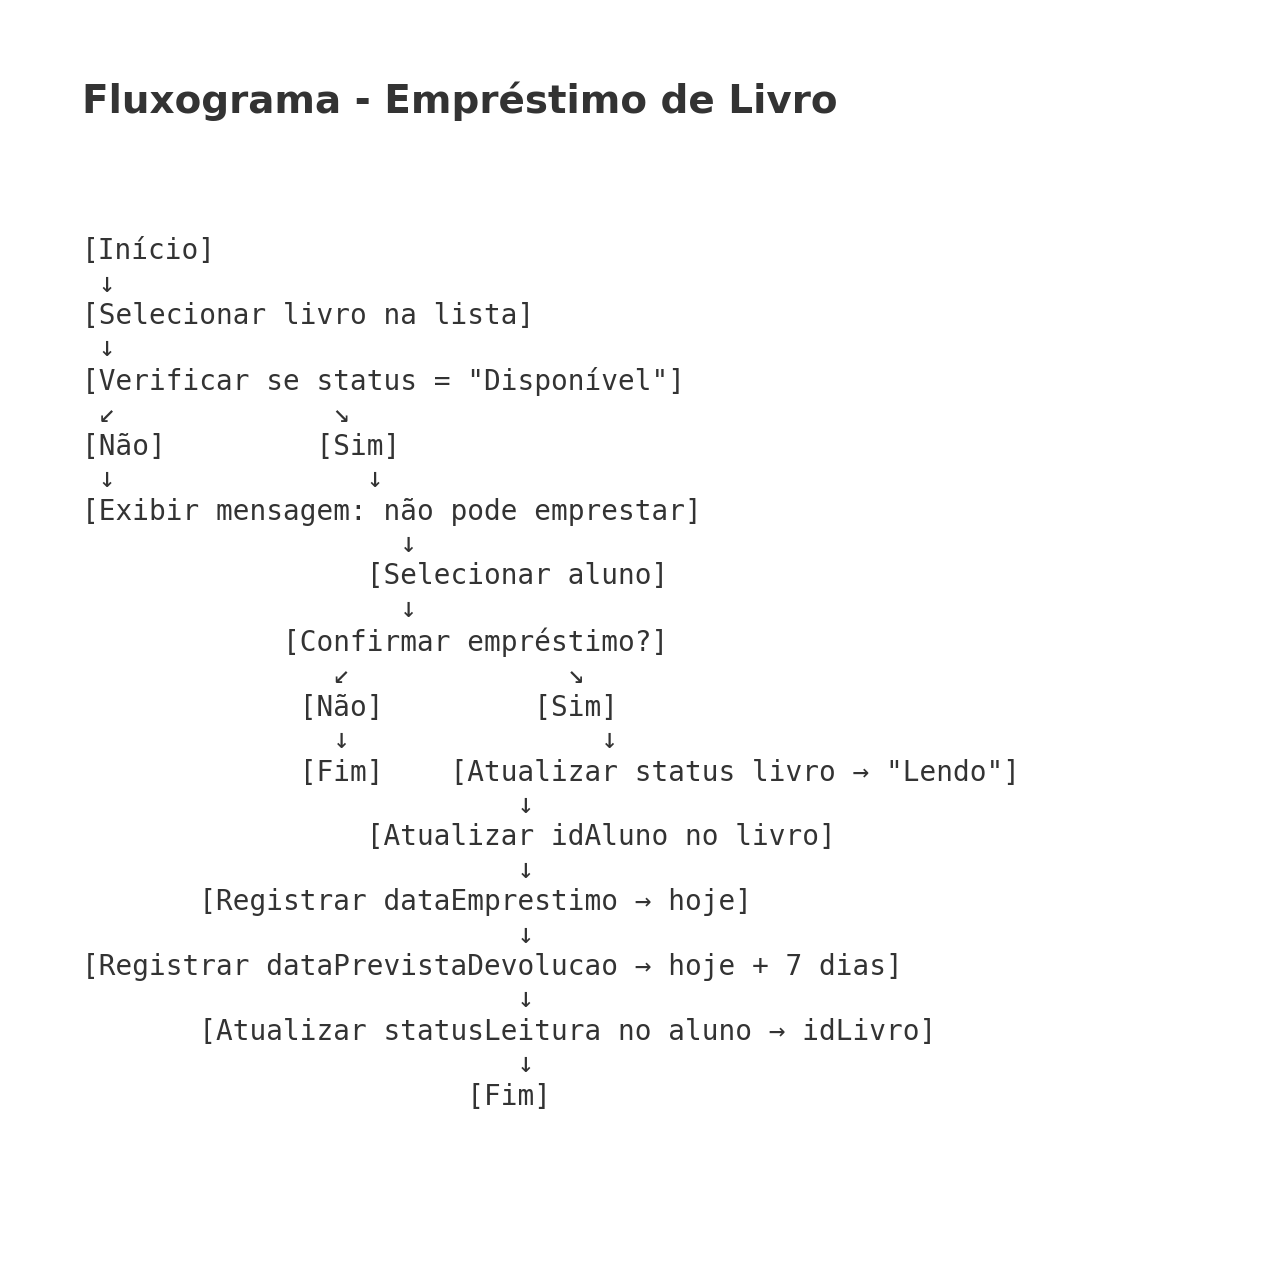 Fluxograma - Empréstimo de Livro
[Início]
↓
[Selecionar livro na lista]
↓
[Verificar se status = "Disponível"]
↙ ↘
[Não] [Sim]
↓ ↓
[Exibir mensagem: não pode emprestar]
↓
[Selecionar aluno]
↓
[Confirmar empréstimo?]
↙ ↘
[Não] [Sim]
↓ ↓
[Fim] [Atualizar status livro → "Lendo"]
↓
[Atualizar idAluno no livro]
↓
[Registrar dataEmprestimo → hoje]
↓
[Registrar dataPrevistaDevolucao → hoje + 7 dias]
↓
[Atualizar statusLeitura no aluno → idLivro]
↓
[Fim]